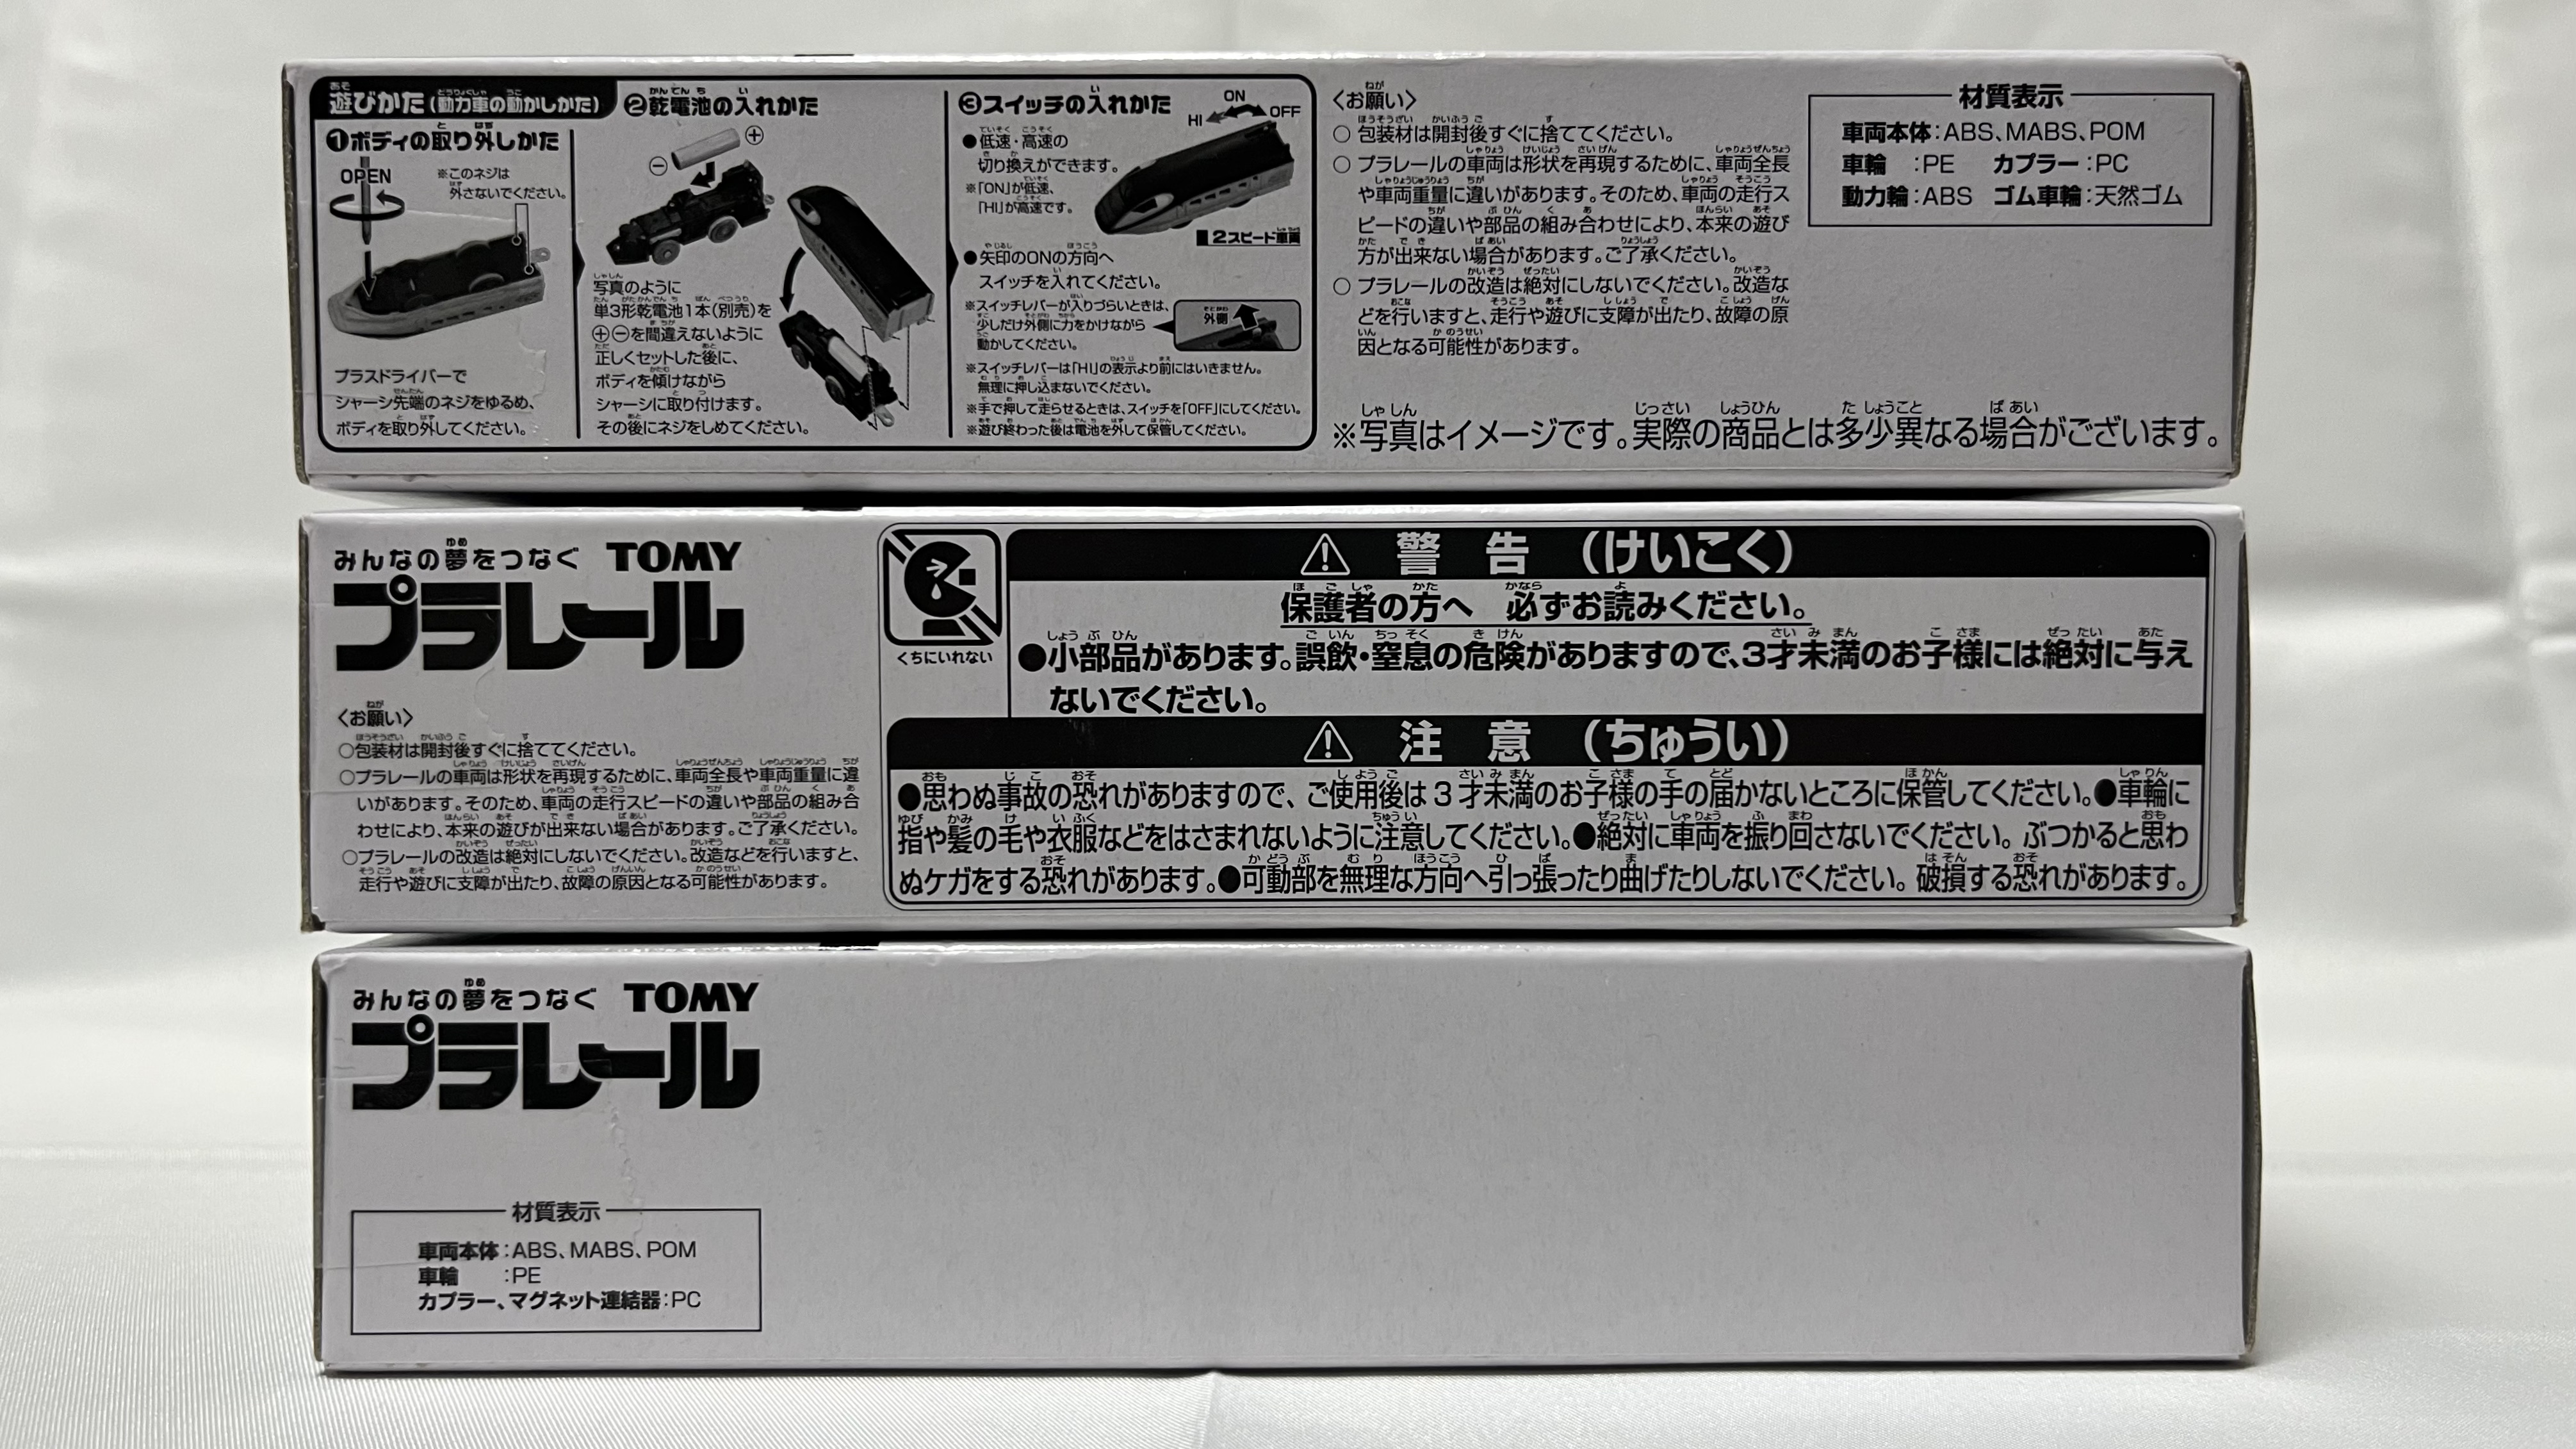 遊びかた(動力車の動かしかた)
❶ボディの取り外しかた
OPEN
※このネジは
外さないでください。
プラスドライバーで
シャーシ先端のネジをゆるめ、
ボディを取り外してください。
②乾電池の入れかた
⊕
⊖
写真のように
単3形乾電池1本(別売)を
⊕⊖を間違えないように
正しくセットした後に、
ボディを傾けながら
シャーシに取り付けます。
その後にネジをしめてください。
③スイッチの入れかた
●低速・高速の
切り換えができます。
※「ON」が低速、
「HI」が高速です。
HI ON OFF
■2スピード車両
●矢印のONの方向へ
スイッチを入れてください。
※スイッチレバーが入りづらいときは、
少しだけ外側に力をかけながら
動かしてください。
外側
※スイッチレバーは「HI」の表示より前にはいきません。
無理に押し込まないでください。
※手で押して走らせるときは、スイッチを「OFF」にしてください。
※遊び終わった後は電池を外して保管してください。
〈お願い〉
○ 包装材は開封後すぐに捨ててください。
○ プラレールの車両は形状を再現するために、車両全長
や車両重量に違いがあります。そのため、車両の走行ス
ピードの違いや部品の組み合わせにより、本来の遊び
方が出来ない場合があります。ご了承ください。
○ プラレールの改造は絶対にしないでください。改造な
どを行いますと、走行や遊びに支障が出たり、故障の原
因となる可能性があります。
材質表示
車両本体:ABS、MABS、POM
車輪 :PE カプラー:PC
動力輪:ABS ゴム車輪:天然ゴム
※写真はイメージです。実際の商品とは多少異なる場合がございます。
みんなの夢をつなぐ TOMY
プラレール
〈お願い〉
○包装材は開封後すぐに捨ててください。
○プラレールの車両は形状を再現するために、車両全長や車両重量に違
いがあります。そのため、車両の走行スピードの違いや部品の組み合
わせにより、本来の遊びが出来ない場合があります。ご了承ください。
○プラレールの改造は絶対にしないでください。改造などを行いますと、
走行や遊びに支障が出たり、故障の原因となる可能性があります。
くちにいれない
⚠ 警 告 (けいこく)
保護者の方へ 必ずお読みください。
●小部品があります。誤飲・窒息の危険がありますので、3才未満のお子様には絶対に与え
ないでください。
⚠ 注 意 (ちゅうい)
●思わぬ事故の恐れがありますので、ご使用後は3才未満のお子様の手の届かないところに保管してください。●車輪に
指や髪の毛や衣服などをはさまれないように注意してください。●絶対に車両を振り回さないでください。ぶつかると思わ
ぬケガをする恐れがあります。●可動部を無理な方向へ引っ張ったり曲げたりしないでください。破損する恐れがあります。
みんなの夢をつなぐ TOMY
プラレール
材質表示
車両本体:ABS、MABS、POM
車輪 :PE
カプラー、マグネット連結器:PC